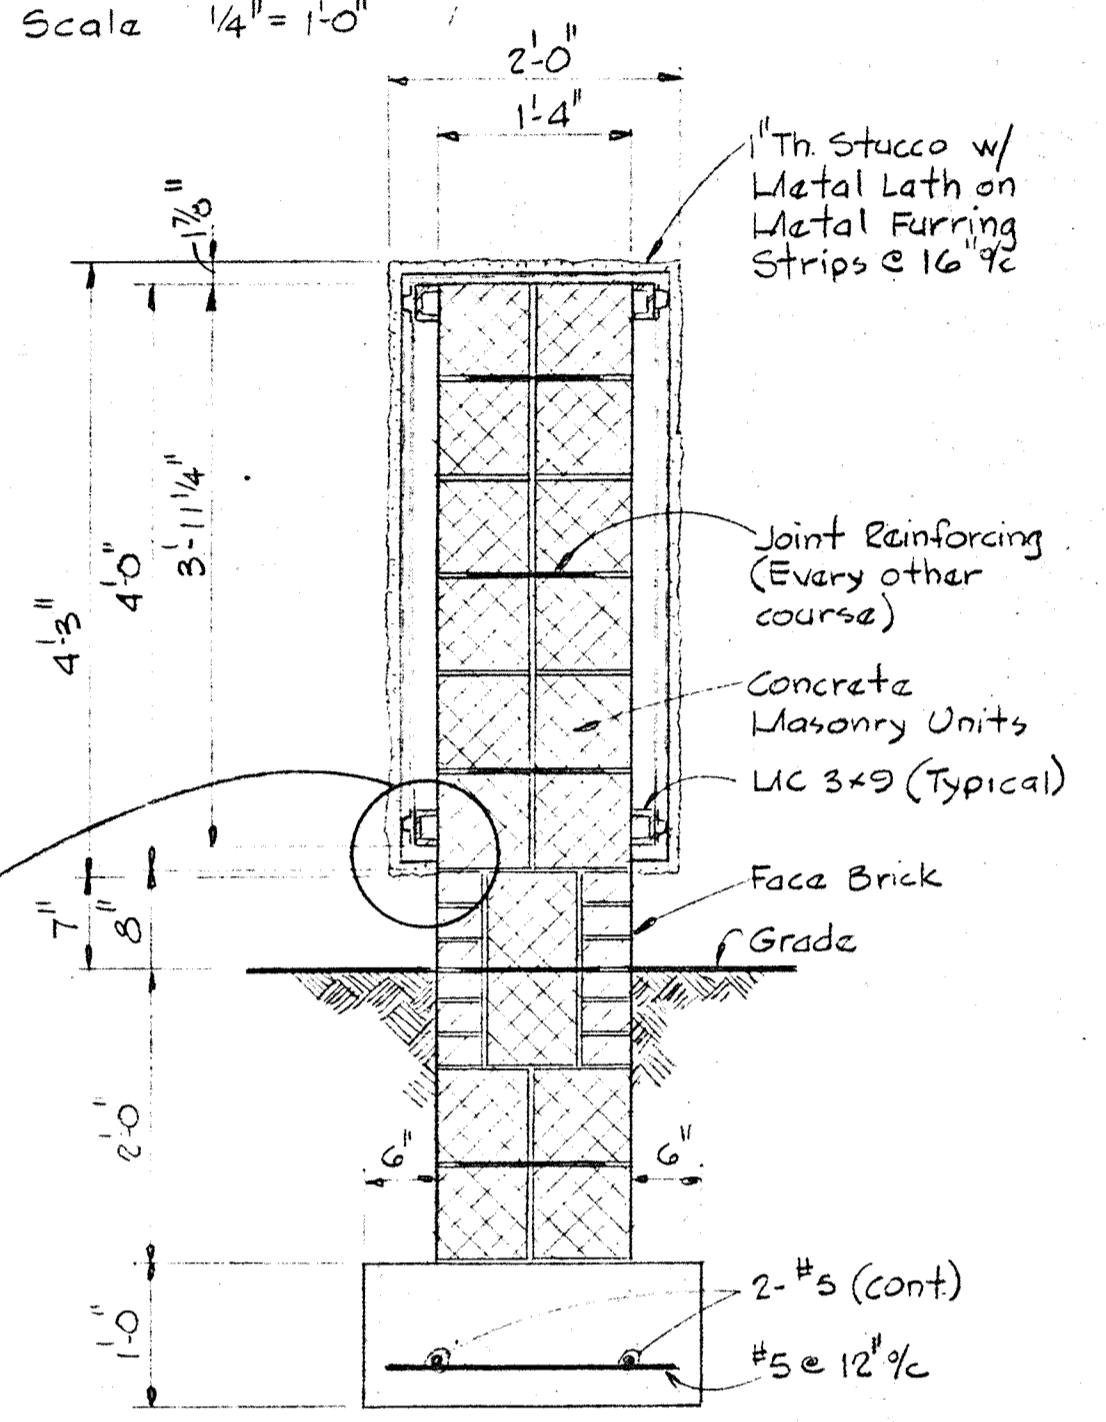 Scale 1/4" = 1'-0"
2'-0"
1'-4"
1"Th. Stucco w/
Metal Lath on
Metal Furring
Strips @ 16" o/c
1 7/8"
4'-3"
4'-0"
3'-11 1/4"
Joint Reinforcing
(Every other
course)
Concrete
Masonry Units
MC 3x9 (Typical)
Face Brick
Grade
7"
8"
2'-0"
6"
6"
1'-0"
2-#5 (cont.)
#5 @ 12" o/c